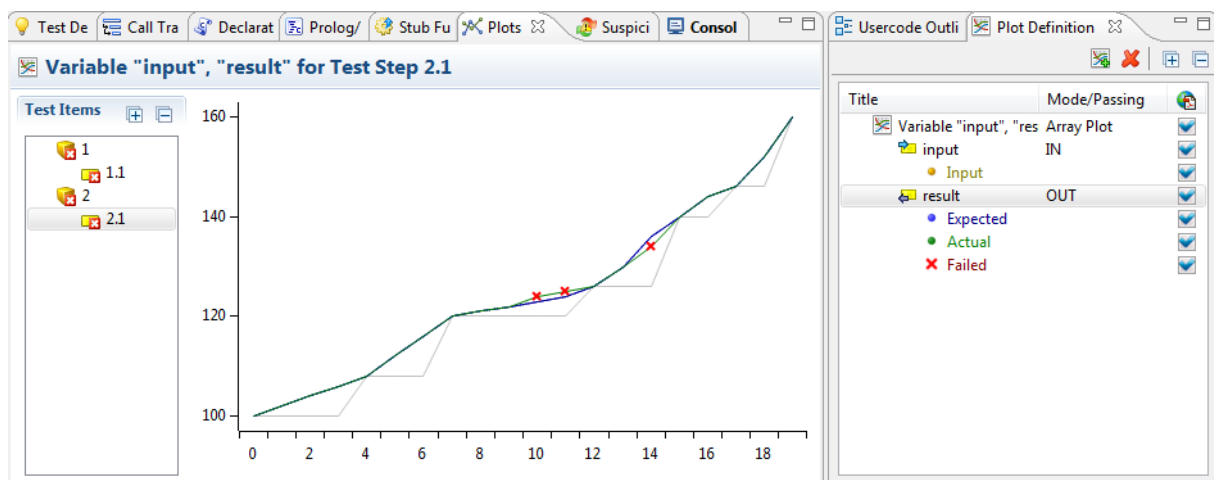 Test De Call Tra Declarat Prolog/ Stub Fu Plots Suspici Consol
Variable "input", "result" for Test Step 2.1
Test Items
1
1.1
2
2.1
160
140
120
100
0 2 4 6 8 10 12 14 16 18
Usercode Outli Plot Definition
Title Mode/Passing
Variable "input", "res Array Plot
input IN
Input
result OUT
Expected
Actual
Failed